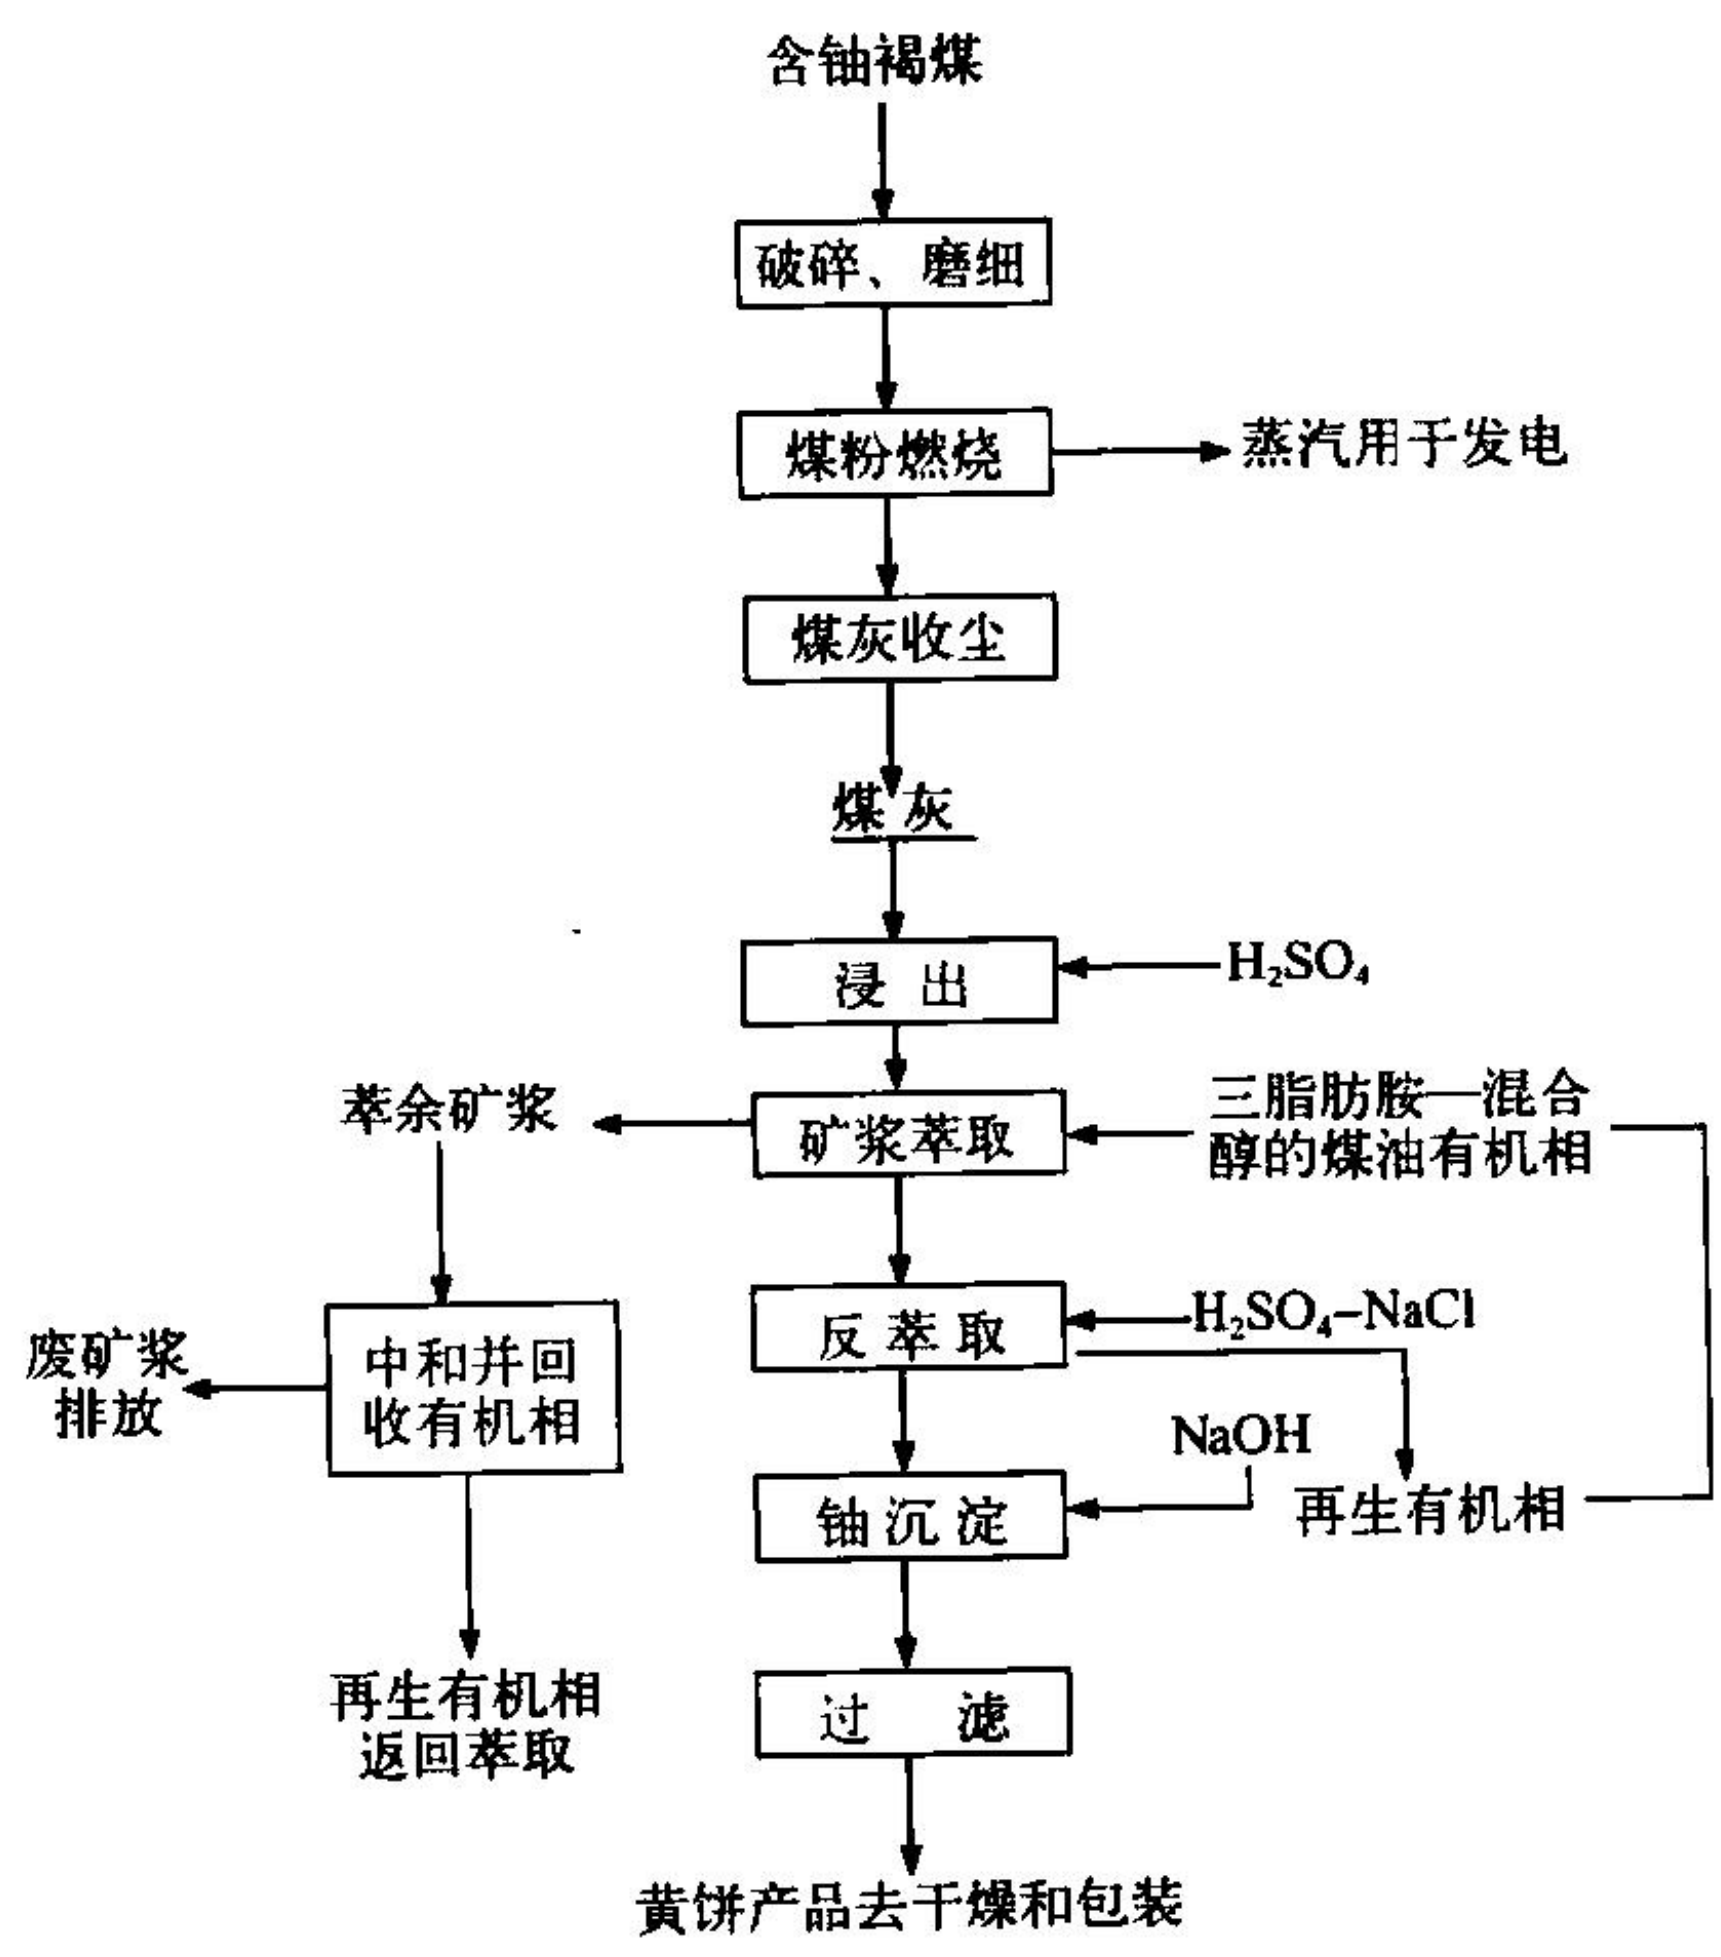 含铀褐煤
破碎、磨细
煤粉燃烧
蒸汽用于发电
煤灰收尘
煤灰
浸出
H₂SO₄
萃余矿浆
矿浆萃取
三脂肪胺—混合
醇的煤油有机相
反萃取
H₂SO₄-NaCl
废矿浆
排放
中和并回
收有机相
NaOH
铀沉淀
再生有机相
再生有机相
返回萃取
过滤
黄饼产品去干燥和包装